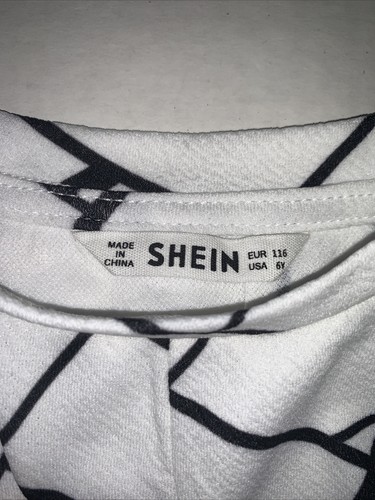 MADE
IN
CHINA
SHEIN
EUR 116
USA 6Y